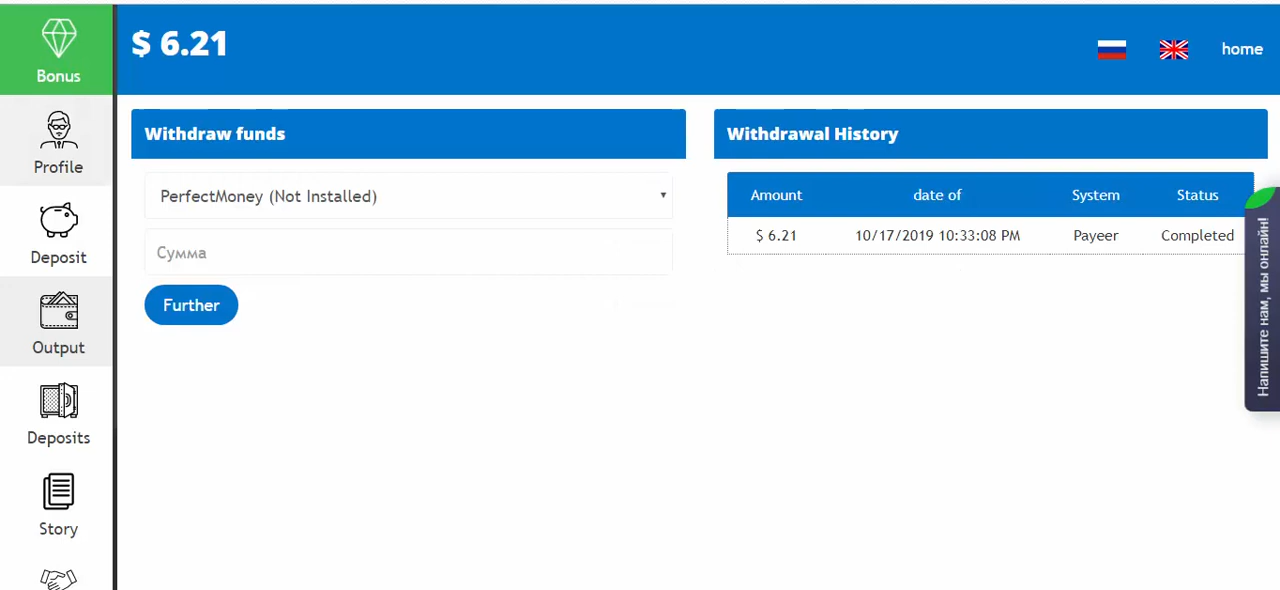 $ 6.21
home
Bonus
Profile
Deposit
Output
Deposits
Story
Withdraw funds
PerfectMoney (Not Installed)
Сумма
Further
Withdrawal History
Amount date of System Status
$ 6.21 10/17/2019 10:33:08 PM Payeer Completed
Напишите нам, мы онлайн!